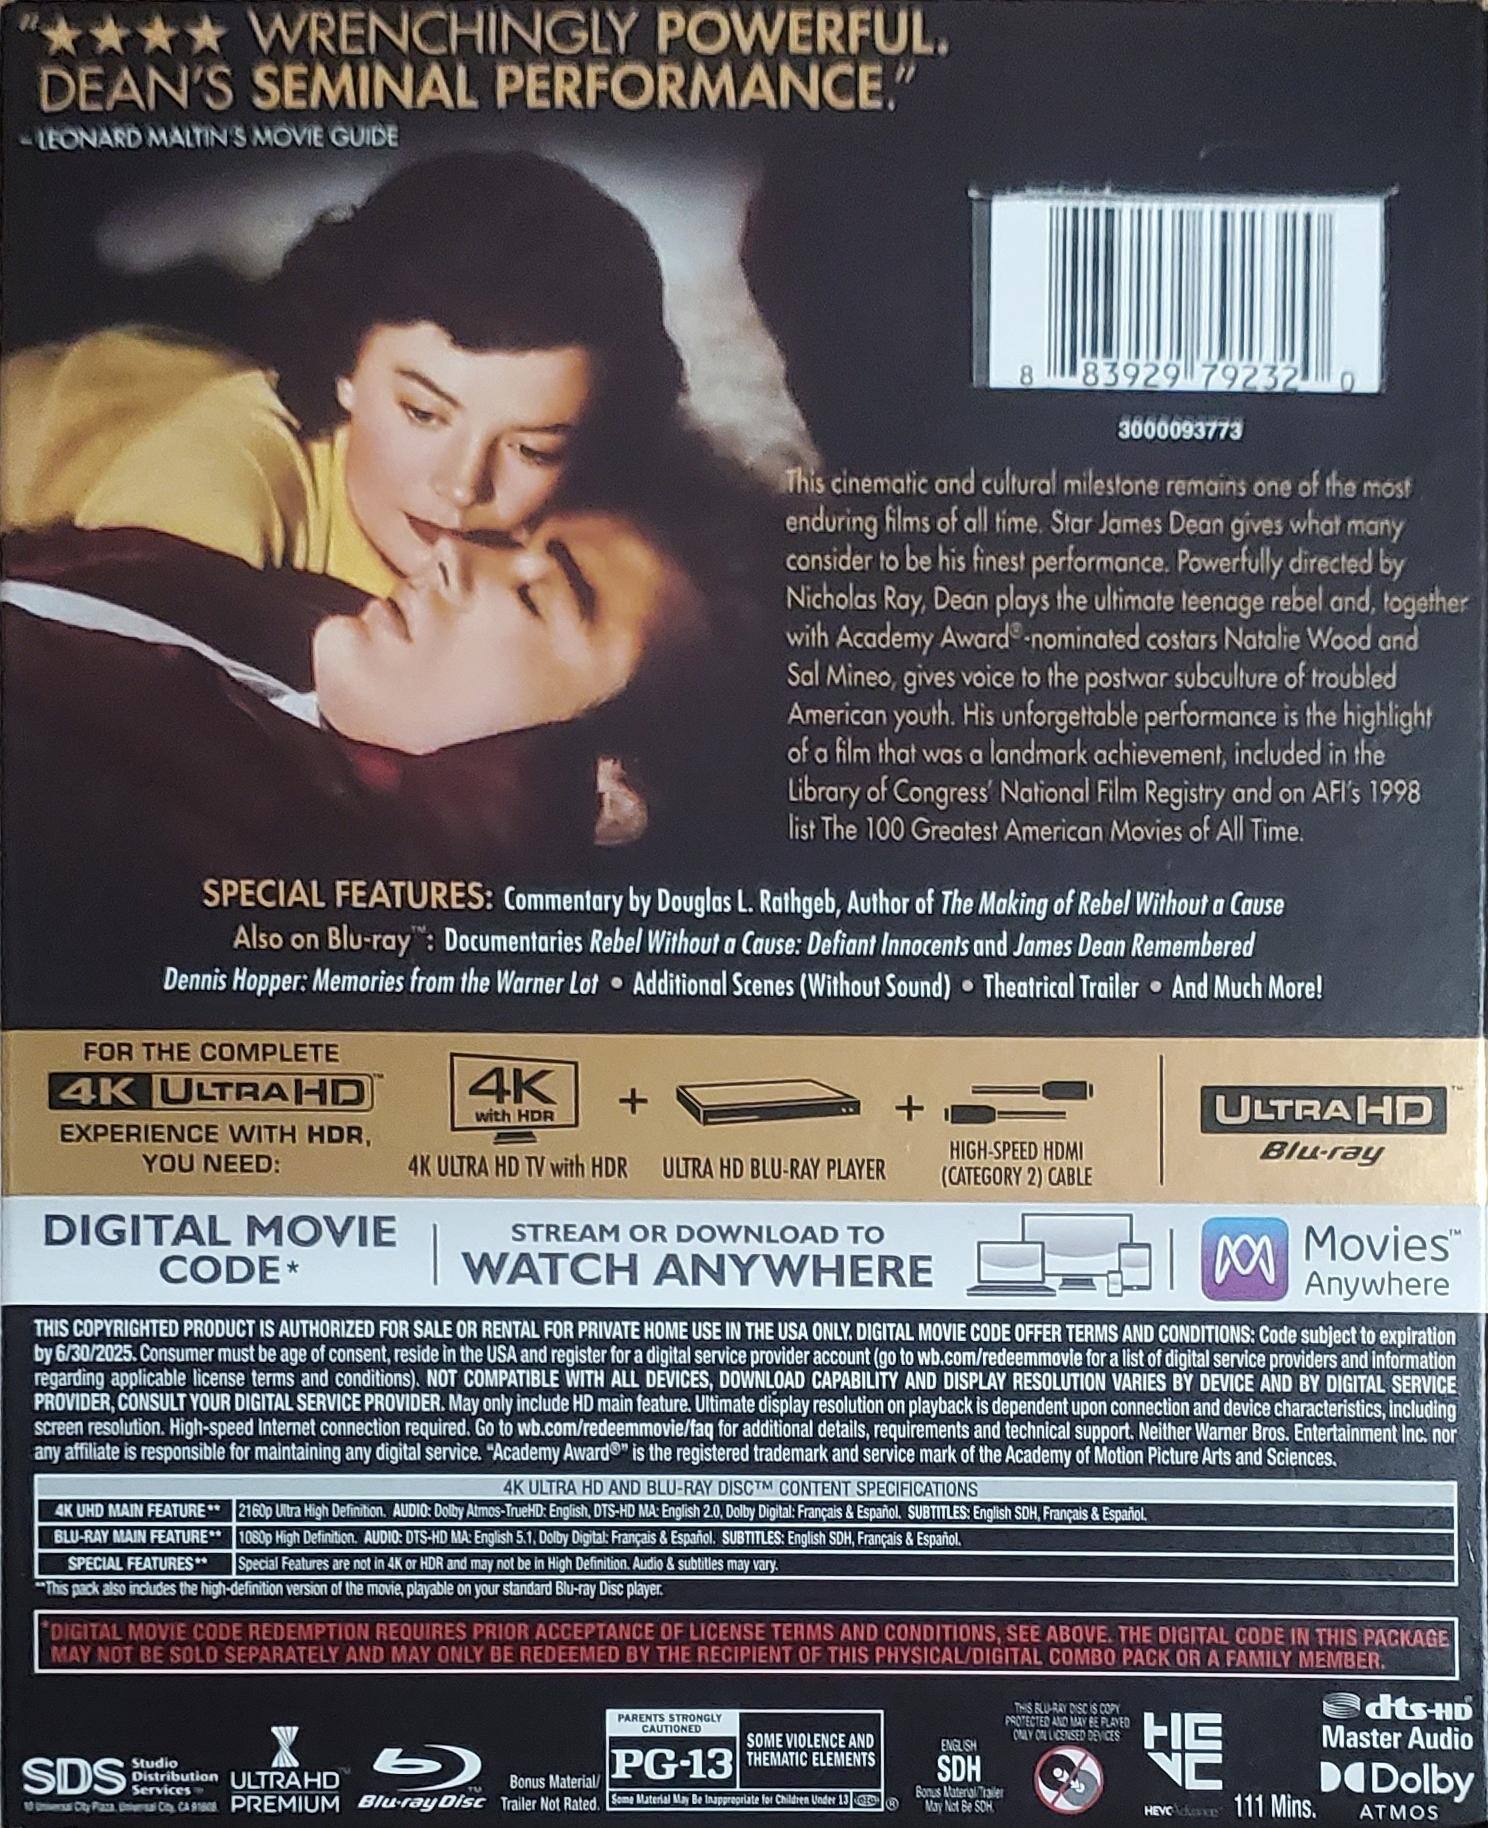 "★★★★ WRENCHINGLY POWERFUL.
DEAN'S SEMINAL PERFORMANCE."
– LEONARD MALTIN'S MOVIE GUIDE
8 83929 79232 0
3000093773
This cinematic and cultural milestone remains one of the most
enduring films of all time. Star James Dean gives what many
consider to be his finest performance. Powerfully directed by
Nicholas Ray, Dean plays the ultimate teenage rebel and, together
with Academy Award®-nominated costars Natalie Wood and
Sal Mineo, gives voice to the postwar subculture of troubled
American youth. His unforgettable performance is the highlight
of a film that was a landmark achievement, included in the
Library of Congress' National Film Registry and on AFI's 1998
list The 100 Greatest American Movies of All Time.
SPECIAL FEATURES: Commentary by Douglas L. Rathgeb, Author of The Making of Rebel Without a Cause
Also on Blu-ray™: Documentaries Rebel Without a Cause: Defiant Innocents and James Dean Remembered
Dennis Hopper: Memories from the Warner Lot • Additional Scenes (Without Sound) • Theatrical Trailer • And Much More!
FOR THE COMPLETE
4K ULTRA HD™
EXPERIENCE WITH HDR,
YOU NEED:
4K
with HDR
4K ULTRA HD TV with HDR
+
ULTRA HD BLU-RAY PLAYER
+
HIGH-SPEED HDMI
(CATEGORY 2) CABLE
ULTRA HD™
Blu-ray
DIGITAL MOVIE
CODE*
STREAM OR DOWNLOAD TO
WATCH ANYWHERE
Movies™
Anywhere
THIS COPYRIGHTED PRODUCT IS AUTHORIZED FOR SALE OR RENTAL FOR PRIVATE HOME USE IN THE USA ONLY. DIGITAL MOVIE CODE OFFER TERMS AND CONDITIONS: Code subject to expiration
by 6/30/2025. Consumer must be age of consent, reside in the USA and register for a digital service provider account (go to wb.com/redeemmovie for a list of digital service providers and information
regarding applicable license terms and conditions). NOT COMPATIBLE WITH ALL DEVICES, DOWNLOAD CAPABILITY AND DISPLAY RESOLUTION VARIES BY DEVICE AND BY DIGITAL SERVICE
PROVIDER, CONSULT YOUR DIGITAL SERVICE PROVIDER. May only include HD main feature. Ultimate display resolution on playback is dependent upon connection and device characteristics, including
screen resolution. High-speed Internet connection required. Go to wb.com/redeemmovie/faq for additional details, requirements and technical support. Neither Warner Bros. Entertainment Inc. nor
any affiliate is responsible for maintaining any digital service. "Academy Award®" is the registered trademark and service mark of the Academy of Motion Picture Arts and Sciences.
4K ULTRA HD AND BLU-RAY DISC™ CONTENT SPECIFICATIONS
4K UHD MAIN FEATURE** 2160p Ultra High Definition. AUDIO: Dolby Atmos-TrueHD: English, DTS-HD MA: English 2.0, Dolby Digital: Français & Español. SUBTITLES: English SDH, Français & Español.
BLU-RAY MAIN FEATURE** 1080p High Definition. AUDIO: DTS-HD MA: English 5.1, Dolby Digital: Français & Español. SUBTITLES: English SDH, Français & Español.
SPECIAL FEATURES** Special Features are not in 4K or HDR and may not be in High Definition. Audio & subtitles may vary.
**This pack also includes the high-definition version of the movie, playable on your standard Blu-ray Disc player.
*DIGITAL MOVIE CODE REDEMPTION REQUIRES PRIOR ACCEPTANCE OF LICENSE TERMS AND CONDITIONS, SEE ABOVE. THE DIGITAL CODE IN THIS PACKAGE
MAY NOT BE SOLD SEPARATELY AND MAY ONLY BE REDEEMED BY THE RECIPIENT OF THIS PHYSICAL/DIGITAL COMBO PACK OR A FAMILY MEMBER.
SDS Studio
Distribution
Services
10 Universal City Plaza, Universal City, CA 91608
ULTRA HD™
PREMIUM
Blu-ray Disc™
Bonus Material/
Trailer Not Rated.
PARENTS STRONGLY
CAUTIONED
PG-13
SOME VIOLENCE AND
THEMATIC ELEMENTS
Some Material May Be Inappropriate for Children Under 13 ®
ENGLISH
SDH
Bonus Material/Trailer
May Not Be SDH.
THIS BLU-RAY DISC IS COPY
PROTECTED AND MAY BE PLAYED
ONLY ON LICENSED DEVICES
HEVC
HEVC Advance
111 Mins.
dts-HD
Master Audio
Dolby
ATMOS